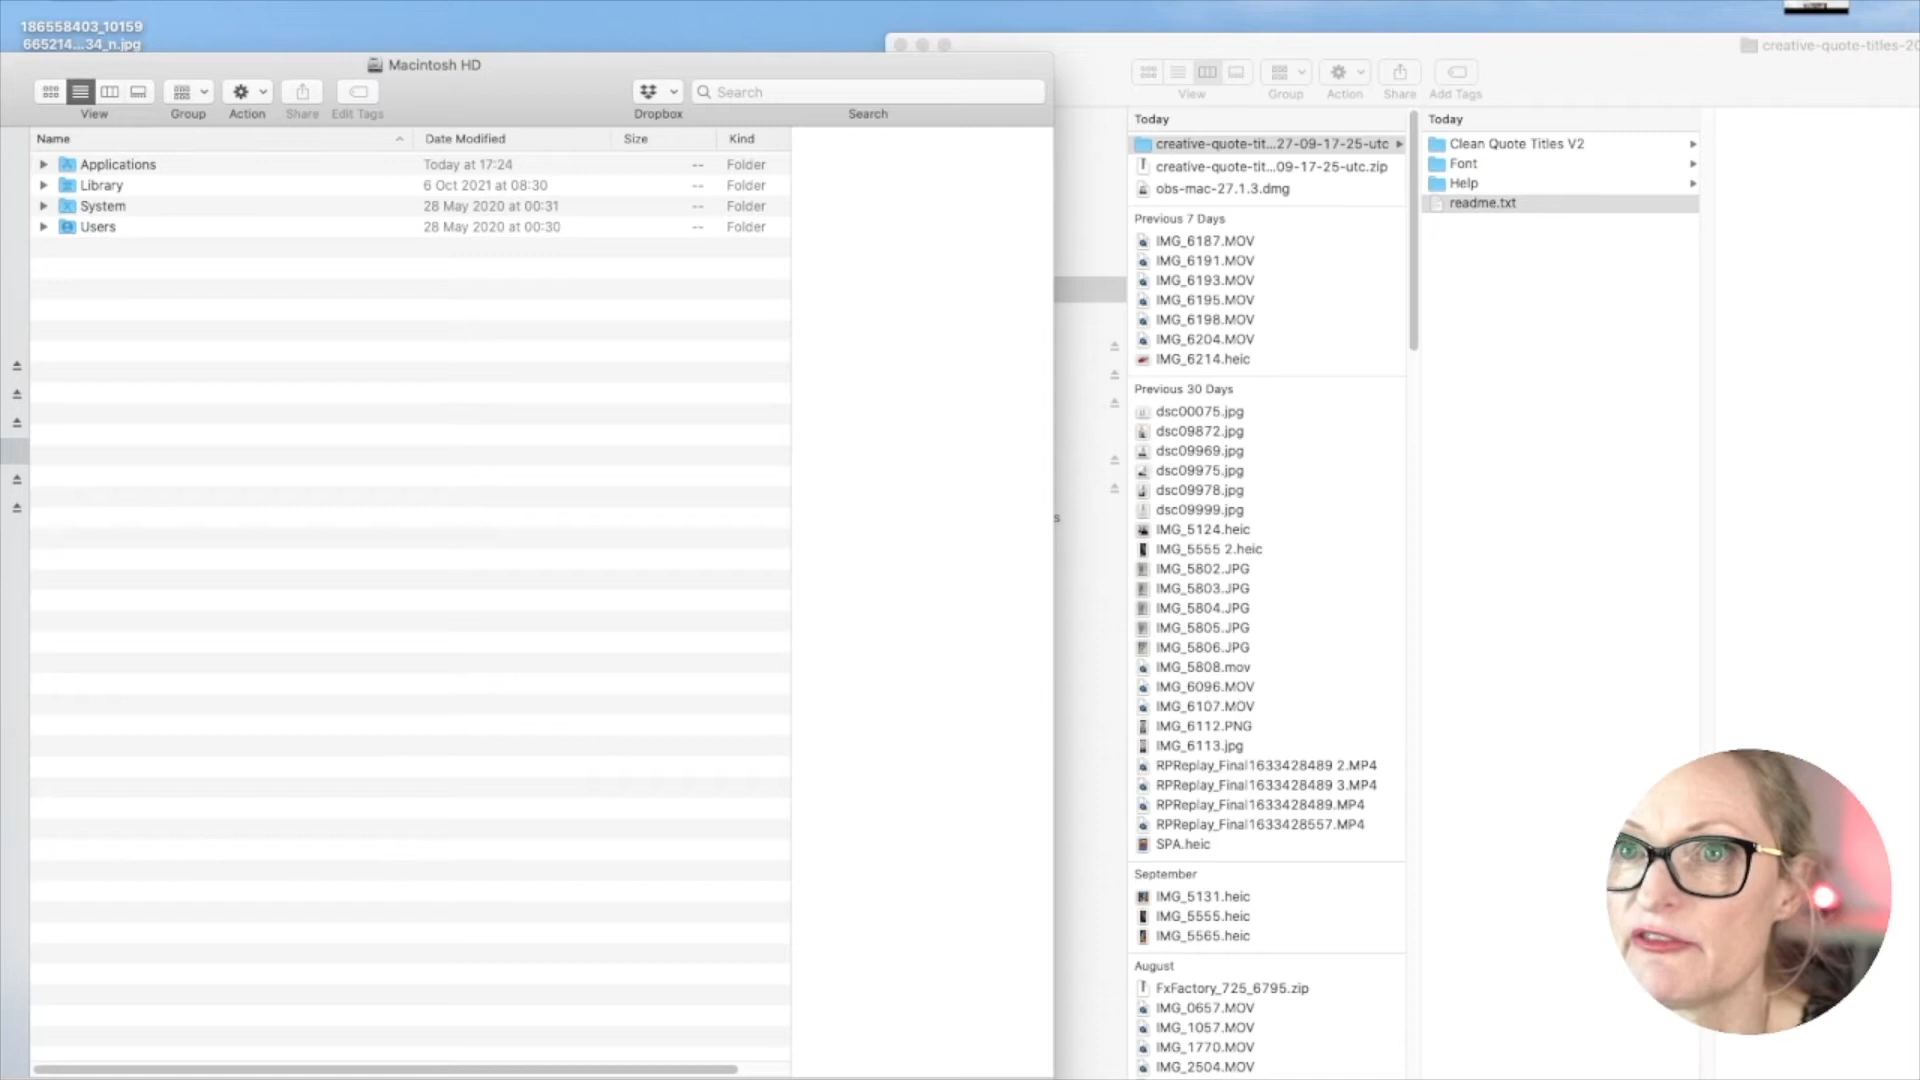 186558403_10159
665214...34_n.jpg
Macintosh HD
View
Group
Action
Share
Edit Tags
Dropbox
Search
Search
Name
Date Modified
Size
Kind
Applications
Today at 17:24
--
Folder
Library
6 Oct 2021 at 08:30
--
Folder
System
28 May 2020 at 00:31
--
Folder
Users
28 May 2020 at 00:30
--
Folder
s
creative-quote-titles-20
View
Group
Action
Share
Add Tags
Today
creative-quote-tit...27-09-17-25-utc
creative-quote-tit...09-17-25-utc.zip
obs-mac-27.1.3.dmg
Previous 7 Days
IMG_6187.MOV
IMG_6191.MOV
IMG_6193.MOV
IMG_6195.MOV
IMG_6198.MOV
IMG_6204.MOV
IMG_6214.heic
Previous 30 Days
dsc00075.jpg
dsc09872.jpg
dsc09969.jpg
dsc09975.jpg
dsc09978.jpg
dsc09999.jpg
IMG_5124.heic
IMG_5555 2.heic
IMG_5802.JPG
IMG_5803.JPG
IMG_5804.JPG
IMG_5805.JPG
IMG_5806.JPG
IMG_5808.mov
IMG_6096.MOV
IMG_6107.MOV
IMG_6112.PNG
IMG_6113.jpg
RPReplay_Final1633428489 2.MP4
RPReplay_Final1633428489 3.MP4
RPReplay_Final1633428489.MP4
RPReplay_Final1633428557.MP4
SPA.heic
September
IMG_5131.heic
IMG_5555.heic
IMG_5565.heic
August
FxFactory_725_6795.zip
IMG_0657.MOV
IMG_1057.MOV
IMG_1770.MOV
IMG_2504.MOV
Today
Clean Quote Titles V2
Font
Help
readme.txt